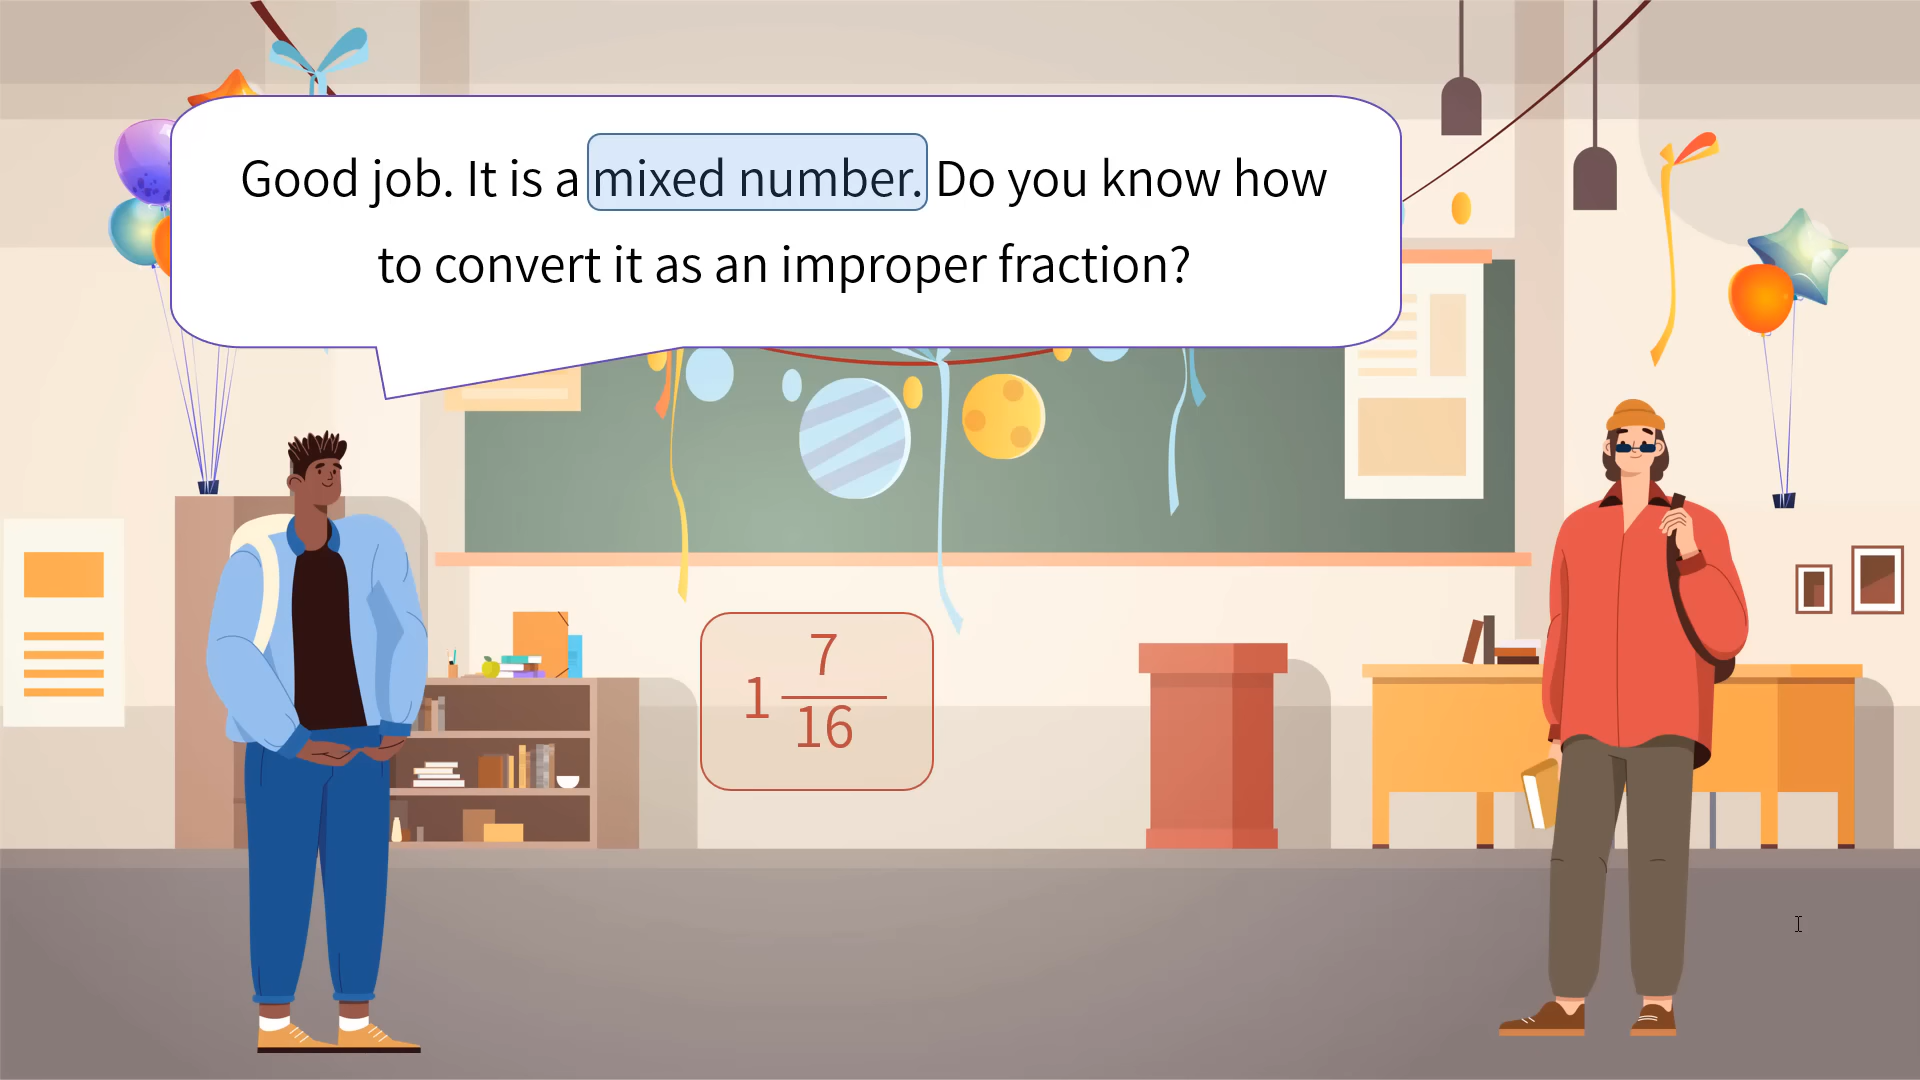 Good job. It is a mixed number. Do you know how
to convert it as an improper fraction?
7
1
16